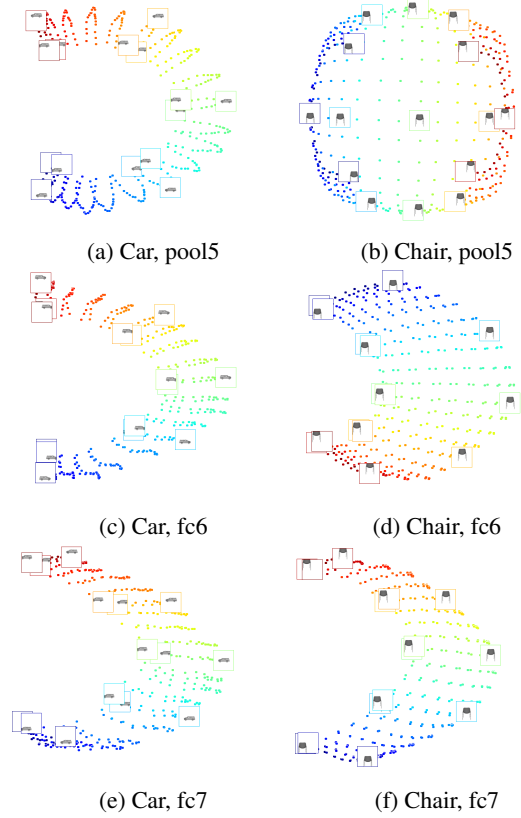 (a) Car, pool5
(b) Chair, pool5
(c) Car, fc6
(d) Chair, fc6
(e) Car, fc7
(f) Chair, fc7